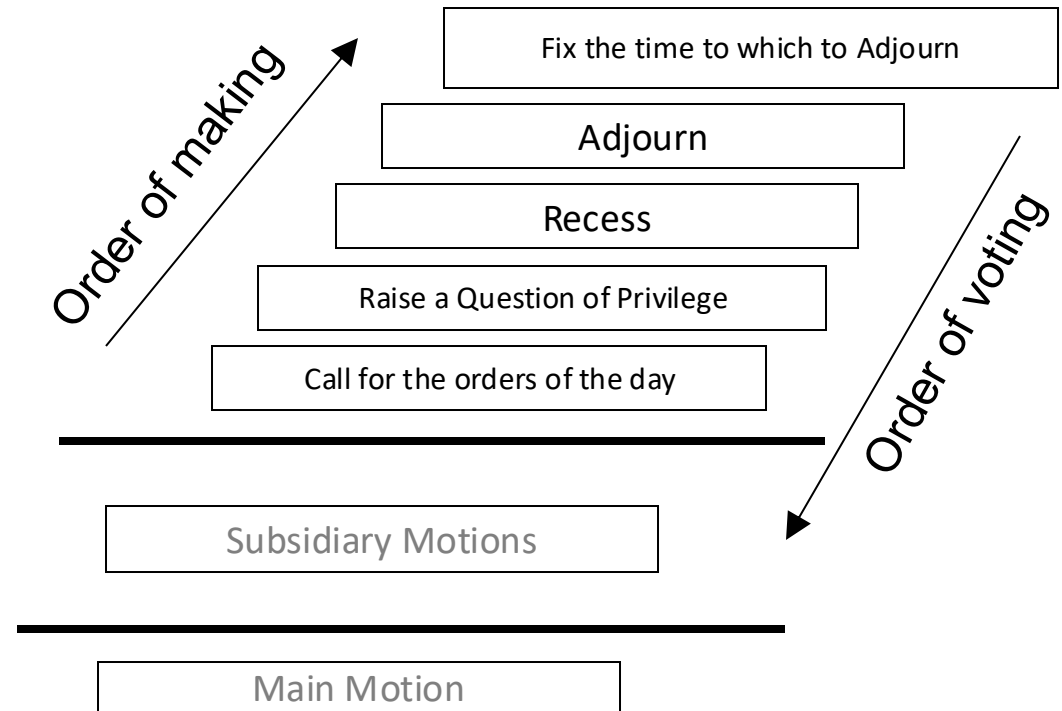 Fix the time to which to Adjourn
Order of making
Adjourn
Recess
Order of voting
Raise a Question of Privilege
Call for the orders of the day
Subsidiary Motions
Main Motion